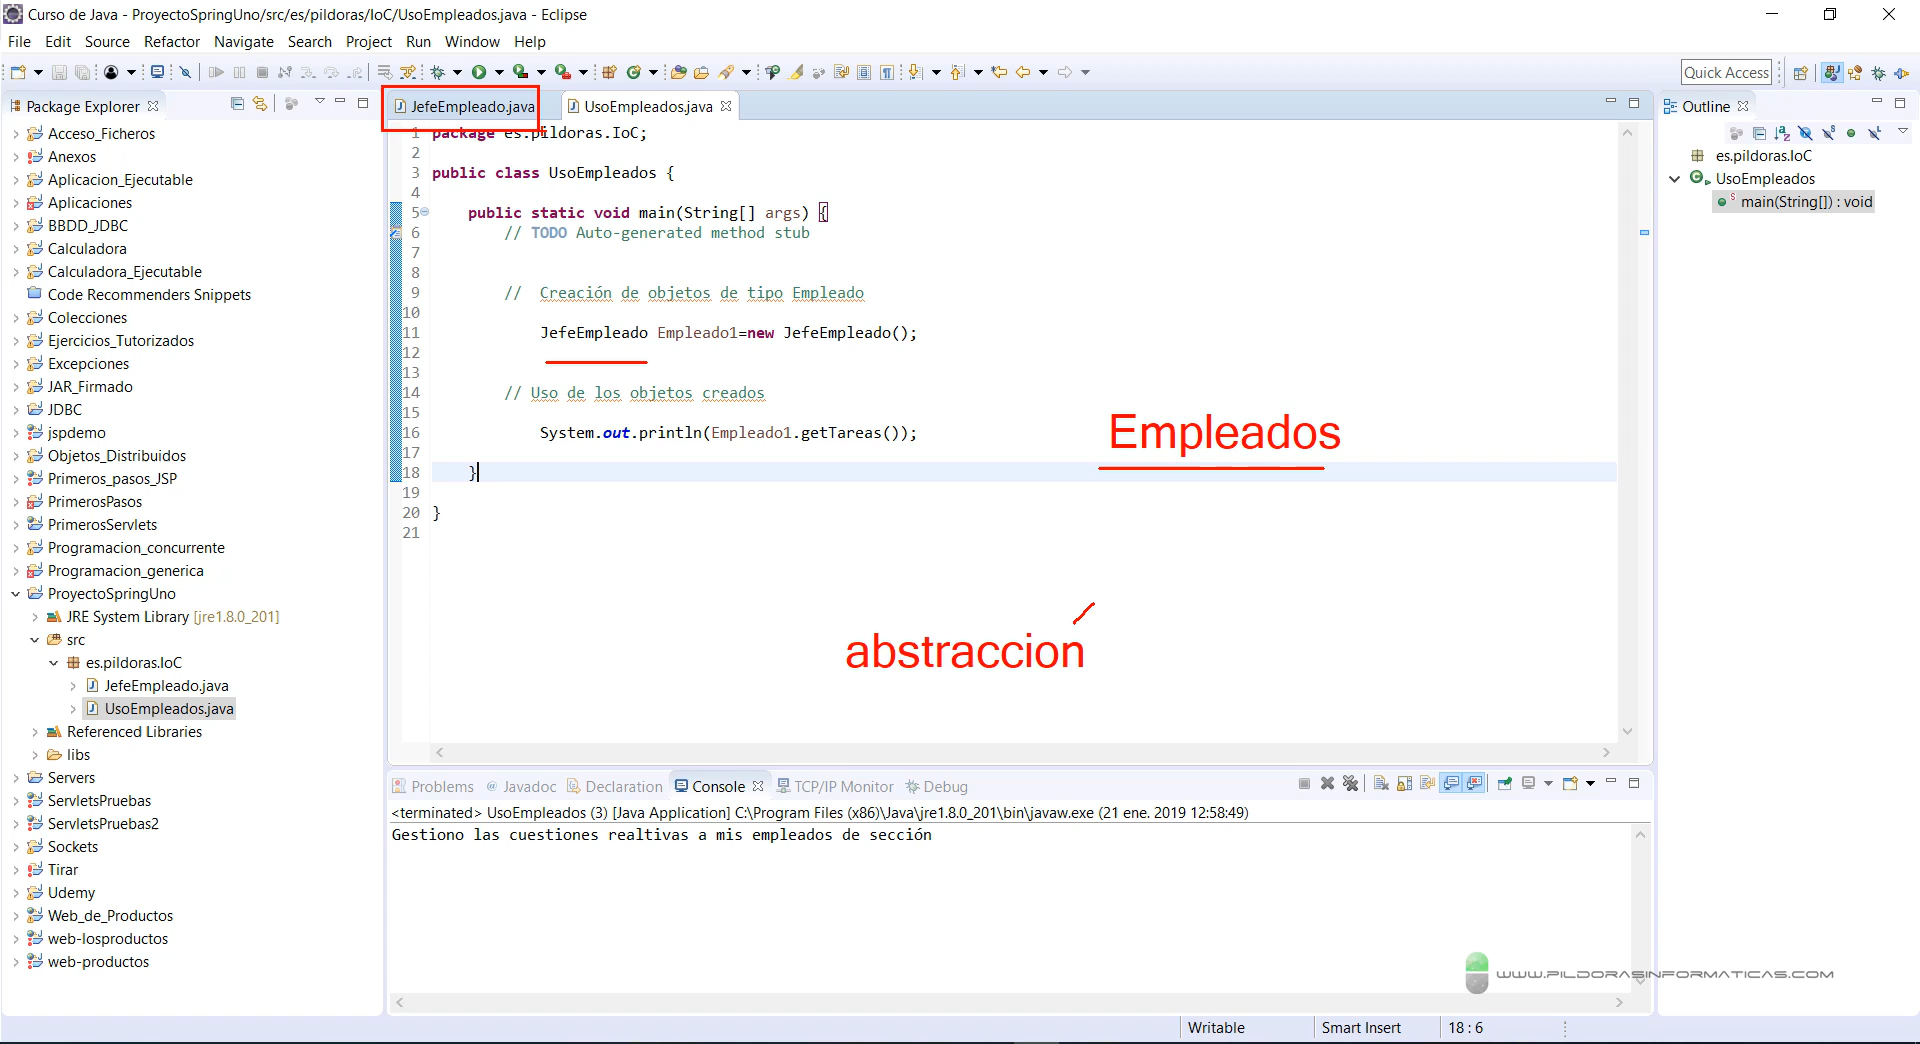 Curso de Java - ProyectoSpringUno/src/es/pildoras/IoC/UsoEmpleados.java - Eclipse
File Edit Source Refactor Navigate Search Project Run Window Help
Quick Access
Package Explorer
Acceso_Ficheros
Anexos
Aplicacion_Ejecutable
Aplicaciones
BBDD_JDBC
Calculadora
Calculadora_Ejecutable
Code Recommenders Snippets
Colecciones
Ejercicios_Tutorizados
Excepciones
JAR_Firmado
JDBC
jspdemo
Objetos_Distribuidos
Primeros_pasos_JSP
PrimerosPasos
PrimerosServlets
Programacion_concurrente
Programacion_generica
ProyectoSpringUno
JRE System Library [jre1.8.0_201]
src
es.pildoras.IoC
JefeEmpleado.java
UsoEmpleados.java
Referenced Libraries
libs
Servers
ServletsPruebas
ServletsPruebas2
Sockets
Tirar
Udemy
Web_de_Productos
web-losproductos
web-productos
JefeEmpleado.java UsoEmpleados.java
1 package es.pildoras.IoC;
2
3 public class UsoEmpleados {
4
5 public static void main(String[] args) {
6 // TODO Auto-generated method stub
7
8
9 // Creación de objetos de tipo Empleado
10
11 JefeEmpleado Empleado1=new JefeEmpleado();
12
13
14 // Uso de los objetos creados
15
16 System.out.println(Empleado1.getTareas());
17
18 }
19
20 }
21
Empleados
abstraccion
Problems Javadoc Declaration Console TCP/IP Monitor Debug
<terminated> UsoEmpleados (3) [Java Application] C:\Program Files (x86)\Java\jre1.8.0_201\bin\javaw.exe (21 ene. 2019 12:58:49)
Gestiono las cuestiones realtivas a mis empleados de sección
Outline
es.pildoras.IoC
UsoEmpleados
main(String[]) : void
WWW.PILDORASINFORMATICAS.COM
Writable Smart Insert 18 : 6